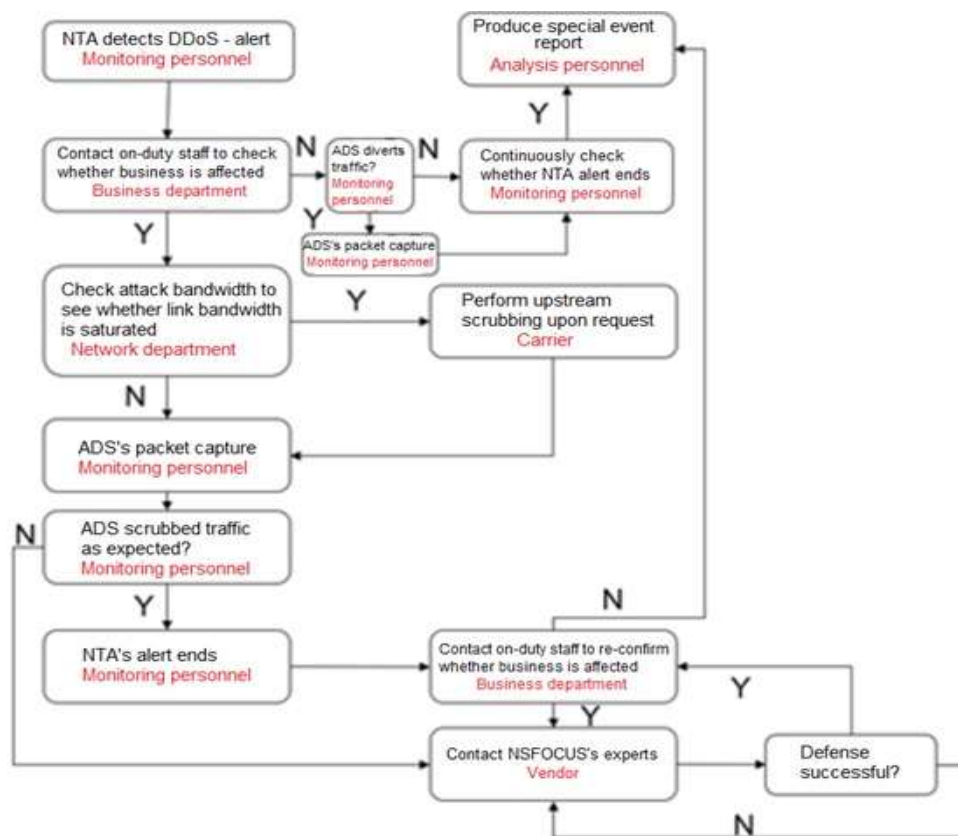 NTA detects DDoS - alert
Monitoring personnel
Produce special event
report
Analysis personnel
Y
Contact on-duty staff to check
whether business is affected
Business department
N
ADS diverts
traffic?
Monitoring
personnel
N
Continuously check
whether NTA alert ends
Monitoring personnel
Y
Y
ADS's packet capture
Monitoring personnel
Check attack bandwidth to
see whether link bandwidth
is saturated
Network department
Y
Perform upstream
scrubbing upon request
Carrier
N
ADS's packet capture
Monitoring personnel
N
ADS scrubbed traffic
as expected?
Monitoring personnel
Y
N
NTA's alert ends
Monitoring personnel
Contact on-duty staff to re-confirm
whether business is affected
Business department
Y
Y
Contact NSFOCUS's experts
Vendor
Defense
successful?
N